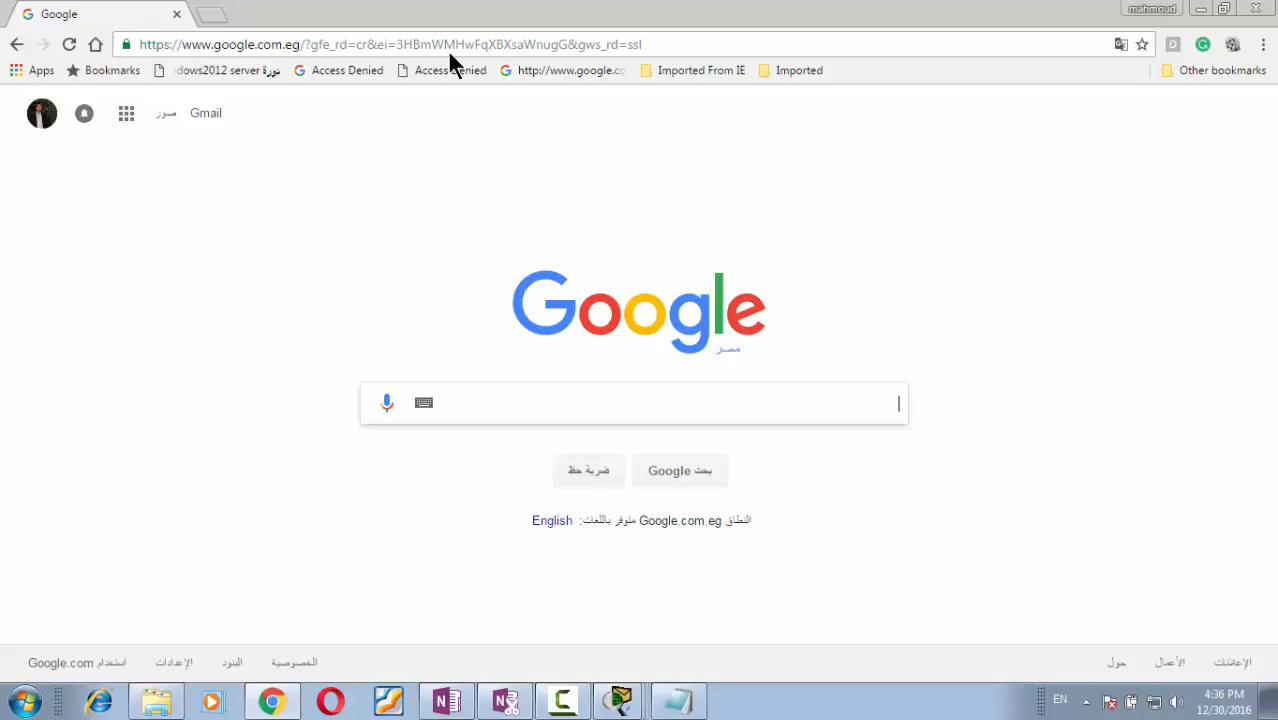 Google
mahmoud
https://www.google.com.eg/?gfe_rd=cr&ei=3HBmWMHwFqXBXsaWnugG&gws_rd=ssl
Apps
Bookmarks
dows2012 server دورة
Access Denied
Access Denied
http://www.google.co
Imported From IE
Imported
Other bookmarks
صور
Gmail
Google
مصر
بحث Google
ضربة حظ
النطاق Google.com.eg متوفر باللغات: English
الإعلانات
الأعمال
حول
الخصوصية
البنود
الإعدادات
استخدام Google.com
EN
4:36 PM
12/30/2016